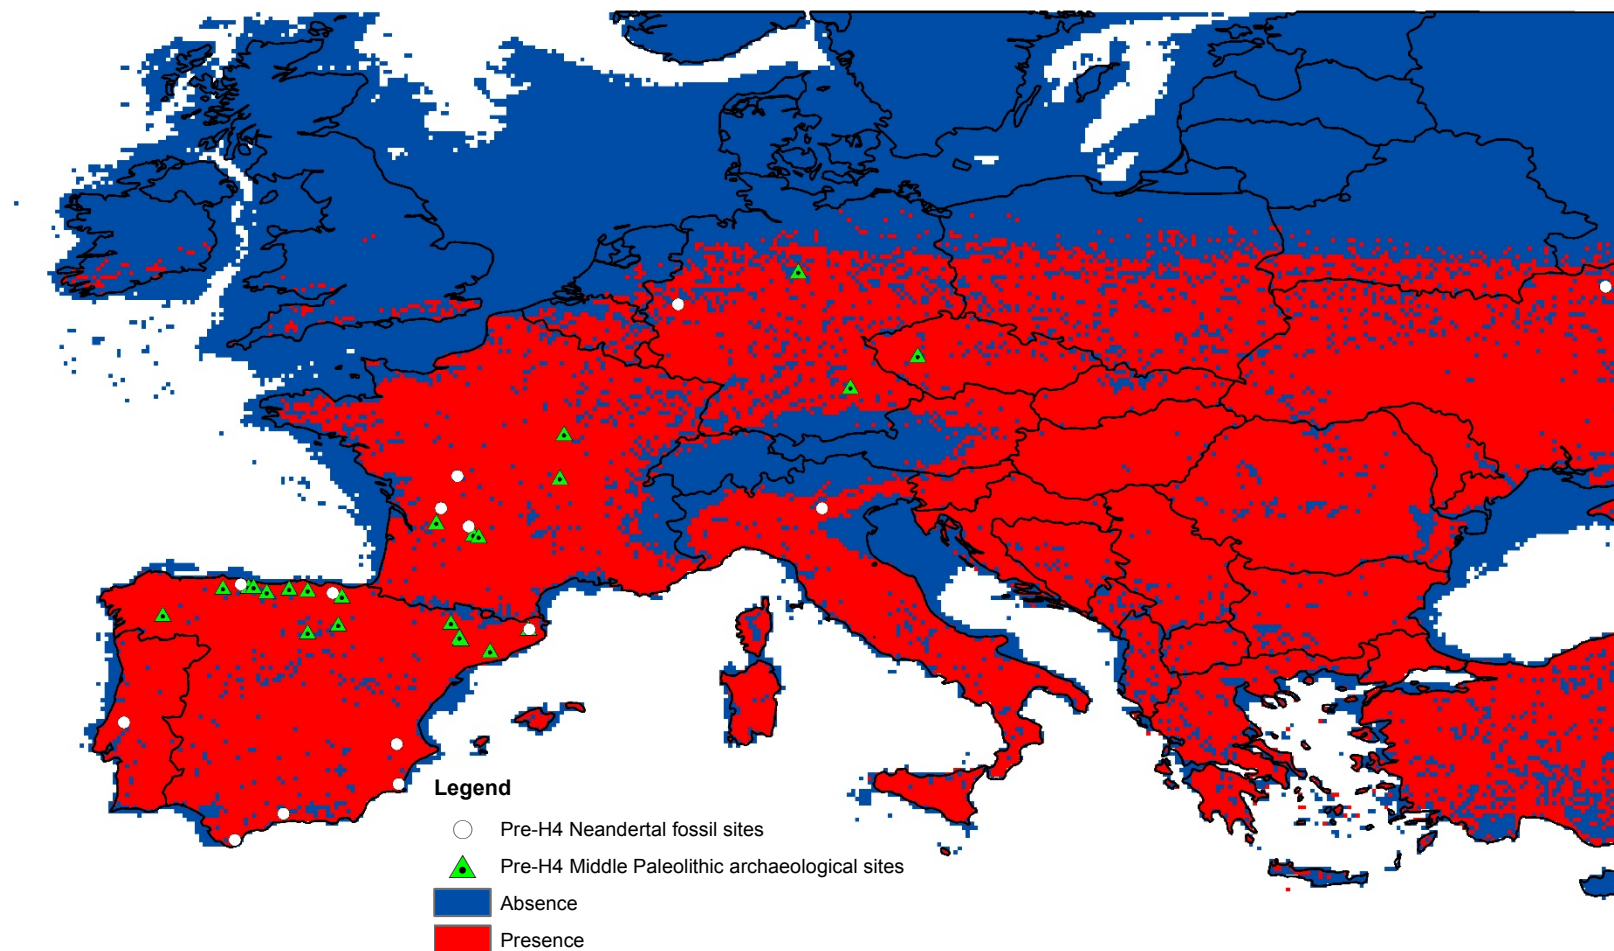 Legend
Pre-H4 Neandertal fossil sites
Pre-H4 Middle Paleolithic archaeological sites
Absence
Presence